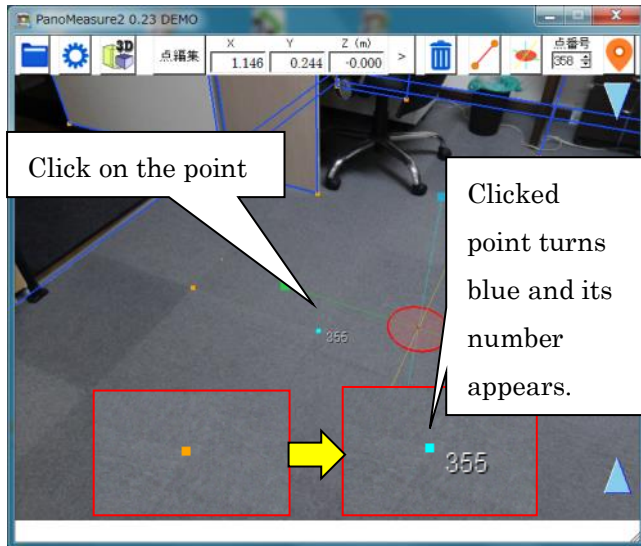 PanoMeasure2 0.23 DEMO
3D
点編集
X Y Z (m)
1.146 0.244 -0.000
>
点番号
358
Click on the point
Clicked
point turns
blue and its
number
appears.
355
355